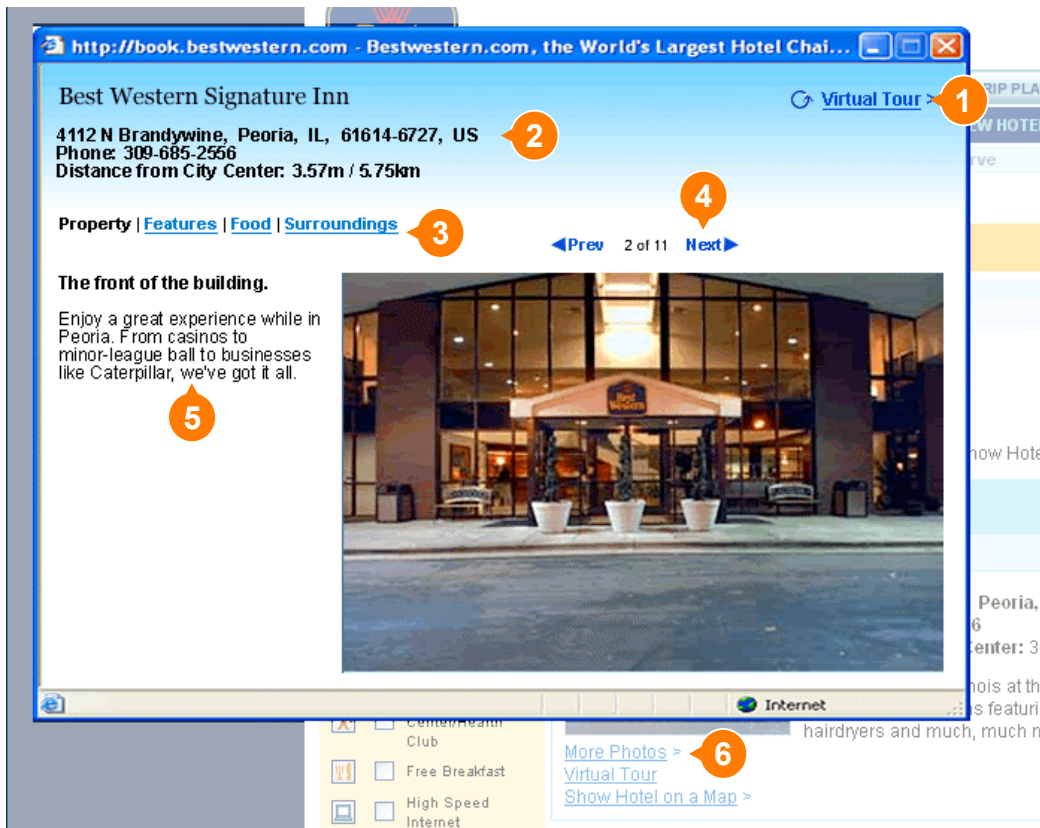 http://book.bestwestern.com - Bestwestern.com, the World's Largest Hotel Chai...
RIP PLA
Best Western Signature Inn
Virtual Tour >
1
EW HOTEL
4112 N Brandywine, Peoria, IL, 61614-6727, US
2
Phone: 309-685-2556
rve
Distance from City Center: 3.57m / 5.75km
4
Property | Features | Food | Surroundings
3
Prev 2 of 11 Next
The front of the building.
Enjoy a great experience while in
Peoria. From casinos to
minor-league ball to businesses
like Caterpillar, we've got it all.
5
Best
Western
how Hote
Peoria,
6
Center: 3
nois at th
Internet
s featuri
Center/Health
Club
hairdryers and much, much m
More Photos >
6
Free Breakfast
Virtual Tour
Show Hotel on a Map >
High Speed
Internet